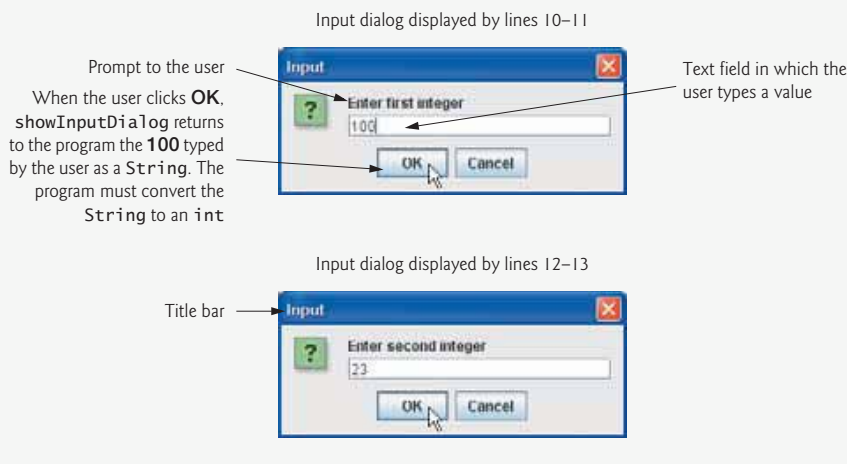 Input dialog displayed by lines 10–11
Prompt to the user
When the user clicks OK,
showInputDialog returns
to the program the 100 typed
by the user as a String. The
program must convert the
String to an int
Input
Enter first integer
100
OK
Cancel
Text field in which the
user types a value
Input dialog displayed by lines 12–13
Title bar
Input
Enter second integer
23
OK
Cancel